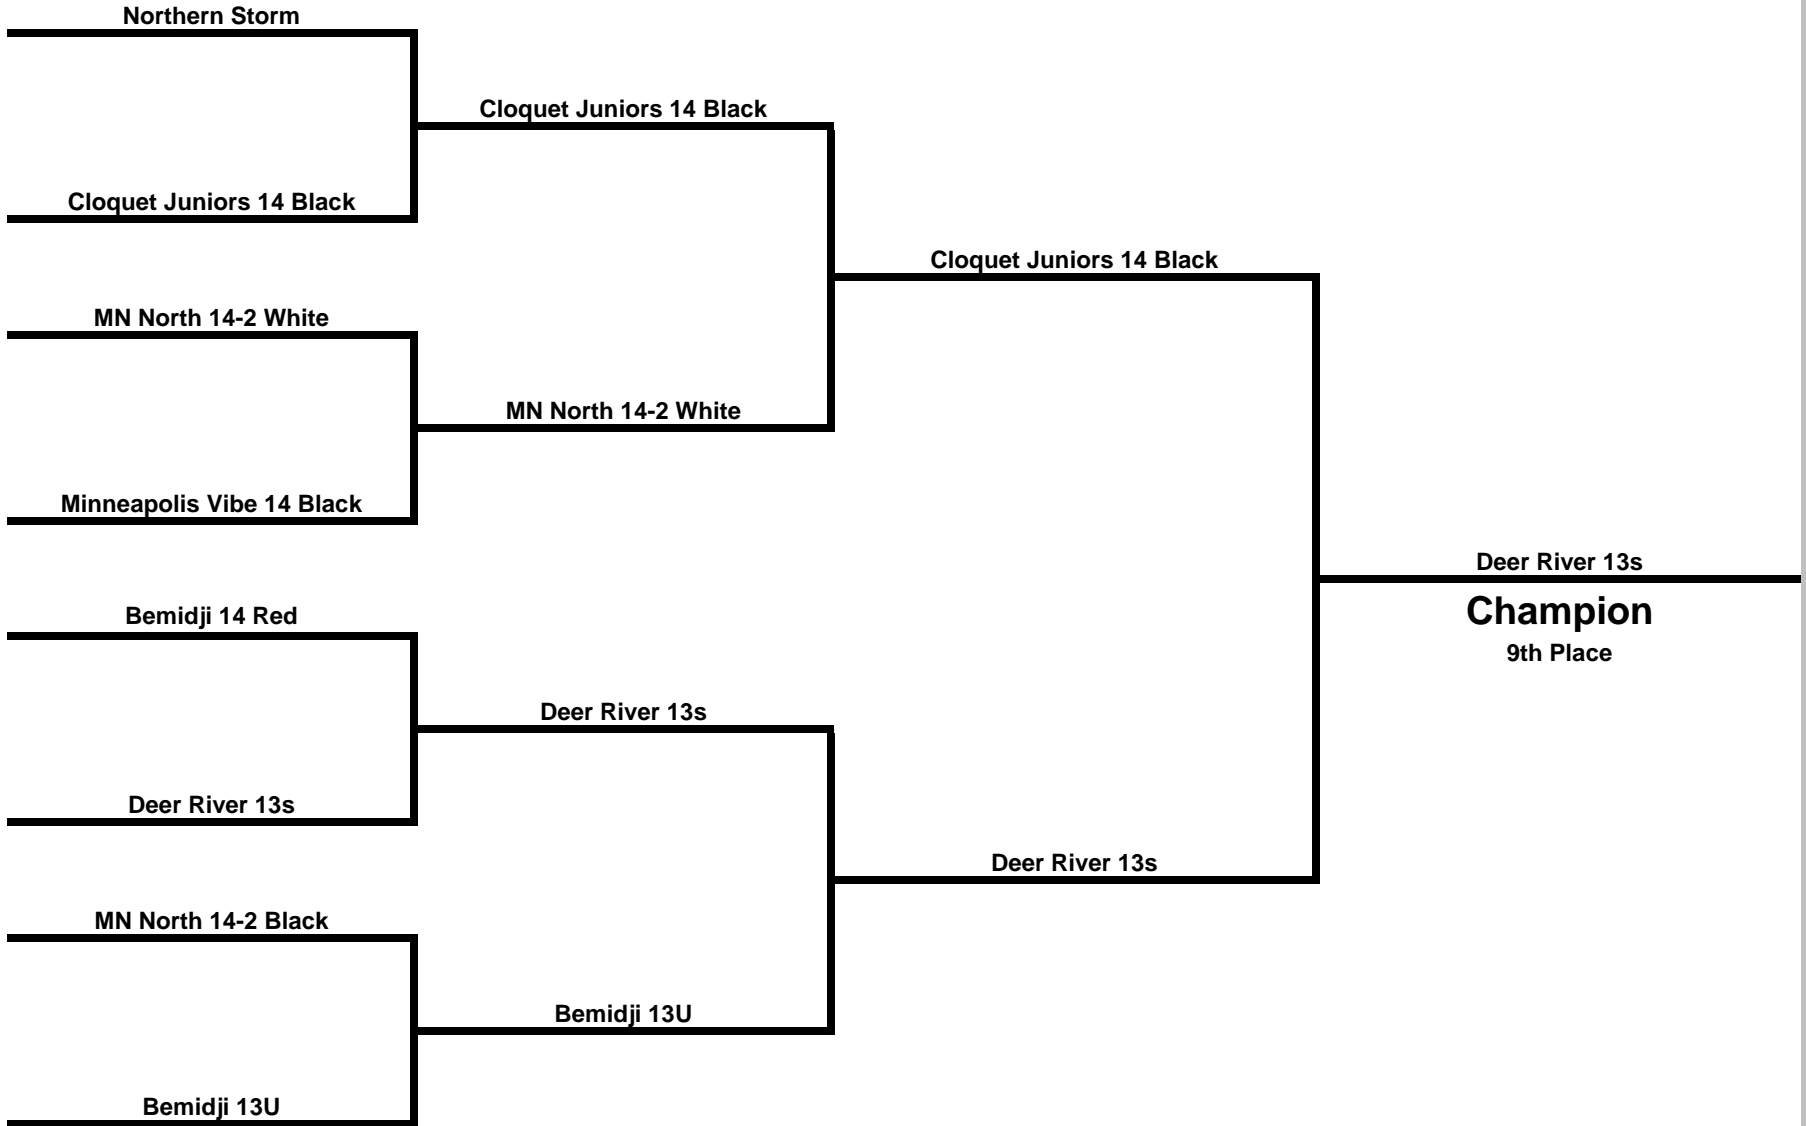 Northern Storm
Cloquet Juniors 14 Black
Cloquet Juniors 14 Black
Cloquet Juniors 14 Black
MN North 14-2 White
MN North 14-2 White
Minneapolis Vibe 14 Black
Deer River 13s
Champion
9th Place
Bemidji 14 Red
Deer River 13s
Deer River 13s
Deer River 13s
MN North 14-2 Black
Bemidji 13U
Bemidji 13U